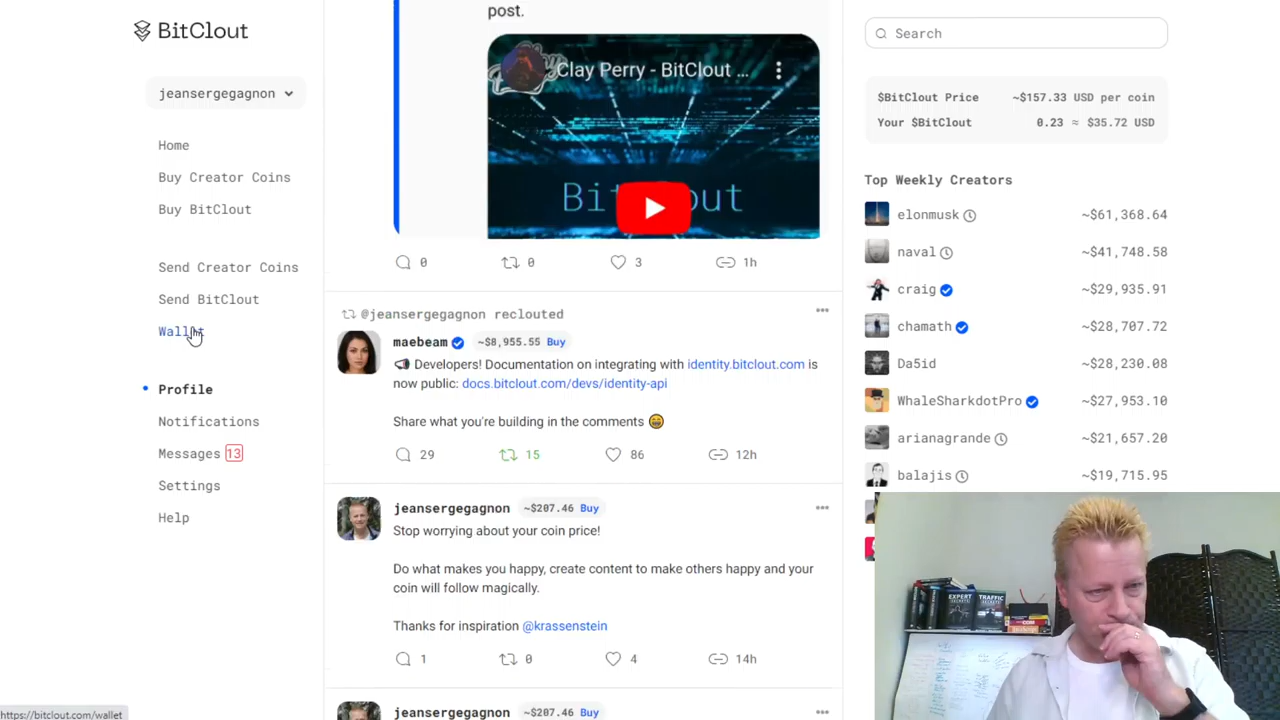 BitClout
jeansergegagnon
Home
Buy Creator Coins
Buy BitClout
Send Creator Coins
Send BitClout
Wallet
Profile
Notifications
Messages 13
Settings
Help
https://bitclout.com/wallet
post.
Clay Perry - BitClout ...
0 0 3 1h
@jeansergegagnon reclouted
maebeam ~$8,955.55 Buy
Developers! Documentation on integrating with identity.bitclout.com is
now public: docs.bitclout.com/devs/identity-api
Share what you're building in the comments
29 15 86 12h
jeansergegagnon ~$207.46 Buy
Stop worrying about your coin price!
Do what makes you happy, create content to make others happy and your
coin will follow magically.
Thanks for inspiration @krassenstein
1 0 4 14h
jeansergegagnon ~$207.46 Buy
Search
$BitClout Price ~$157.33 USD per coin
Your $BitClout 0.23 ≈ $35.72 USD
Top Weekly Creators
elonmusk ~$61,368.64
naval ~$41,748.58
craig ~$29,935.91
chamath ~$28,707.72
Da5id ~$28,230.08
WhaleSharkdotPro ~$27,953.10
arianagrande ~$21,657.20
balajis ~$19,715.95
EXPERT
SECRETS
TRAFFIC
SECRETS